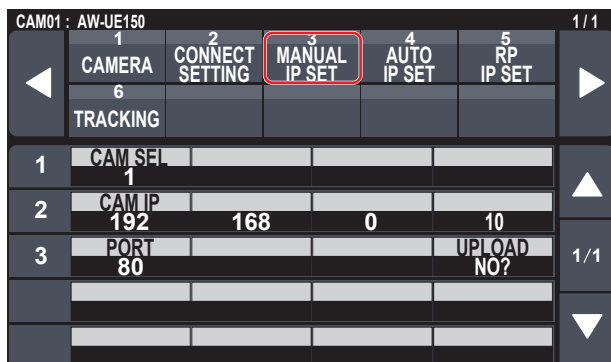 CAM01 : AW-UE150 1 / 1
1 2 3 4 5
CAMERA CONNECT SETTING MANUAL IP SET AUTO IP SET RP IP SET
6
TRACKING
1 CAM SEL
1
2 CAM IP
192 168 0 10
3 PORT UPLOAD 1/1
80 NO?